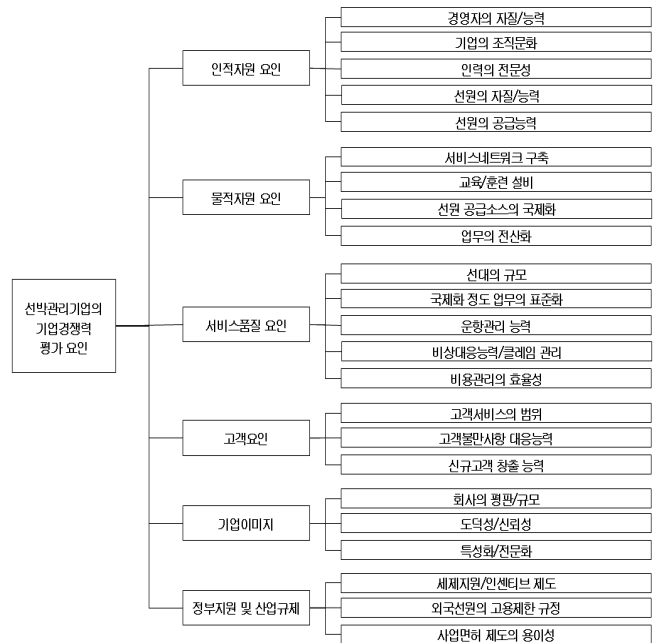 경영자의 자질/능력
기업의 조직문화
인적자원 요인
인력의 전문성
선원의 자질/능력
선원의 공급능력
서비스네트워크 구축
교육/훈련 설비
물적자원 요인
선원 공급소스의 국제화
업무의 전산화
선박관리기업의
기업경쟁력
평가 요인
선대의 규모
국제화 정도 업무의 표준화
서비스품질 요인
운항관리 능력
비상대응능력/클레임 관리
비용관리의 효율성
고객서비스의 범위
고객요인
고객불만사항 대응능력
신규고객 창출 능력
회사의 평판/규모
기업이미지
도덕성/신뢰성
특성화/전문화
세제지원/인센티브 제도
정부지원 및 산업규제
외국선원의 고용제한 규정
사업면허 제도의 용이성